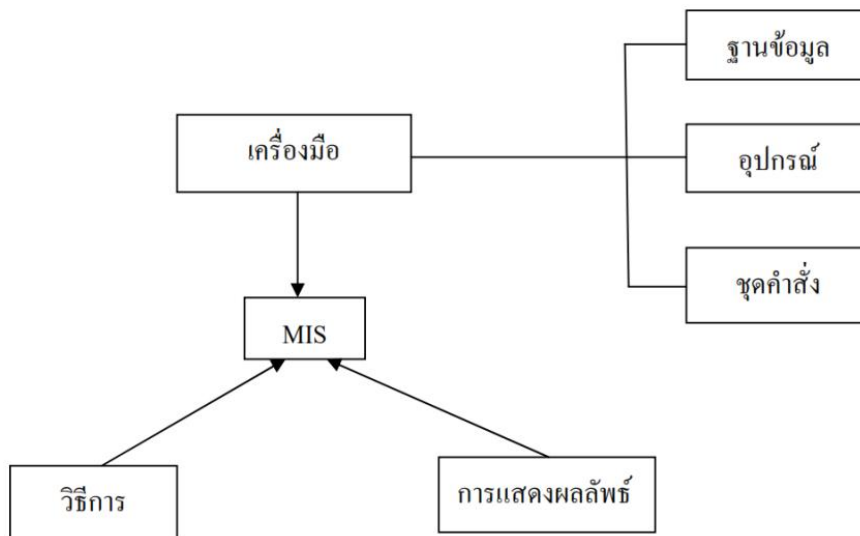 ฐานข้อมูล
เครื่องมือ
อุปกรณ์
ชุดคำสั่ง
MIS
วิธีการ
การแสดงผลลัพธ์